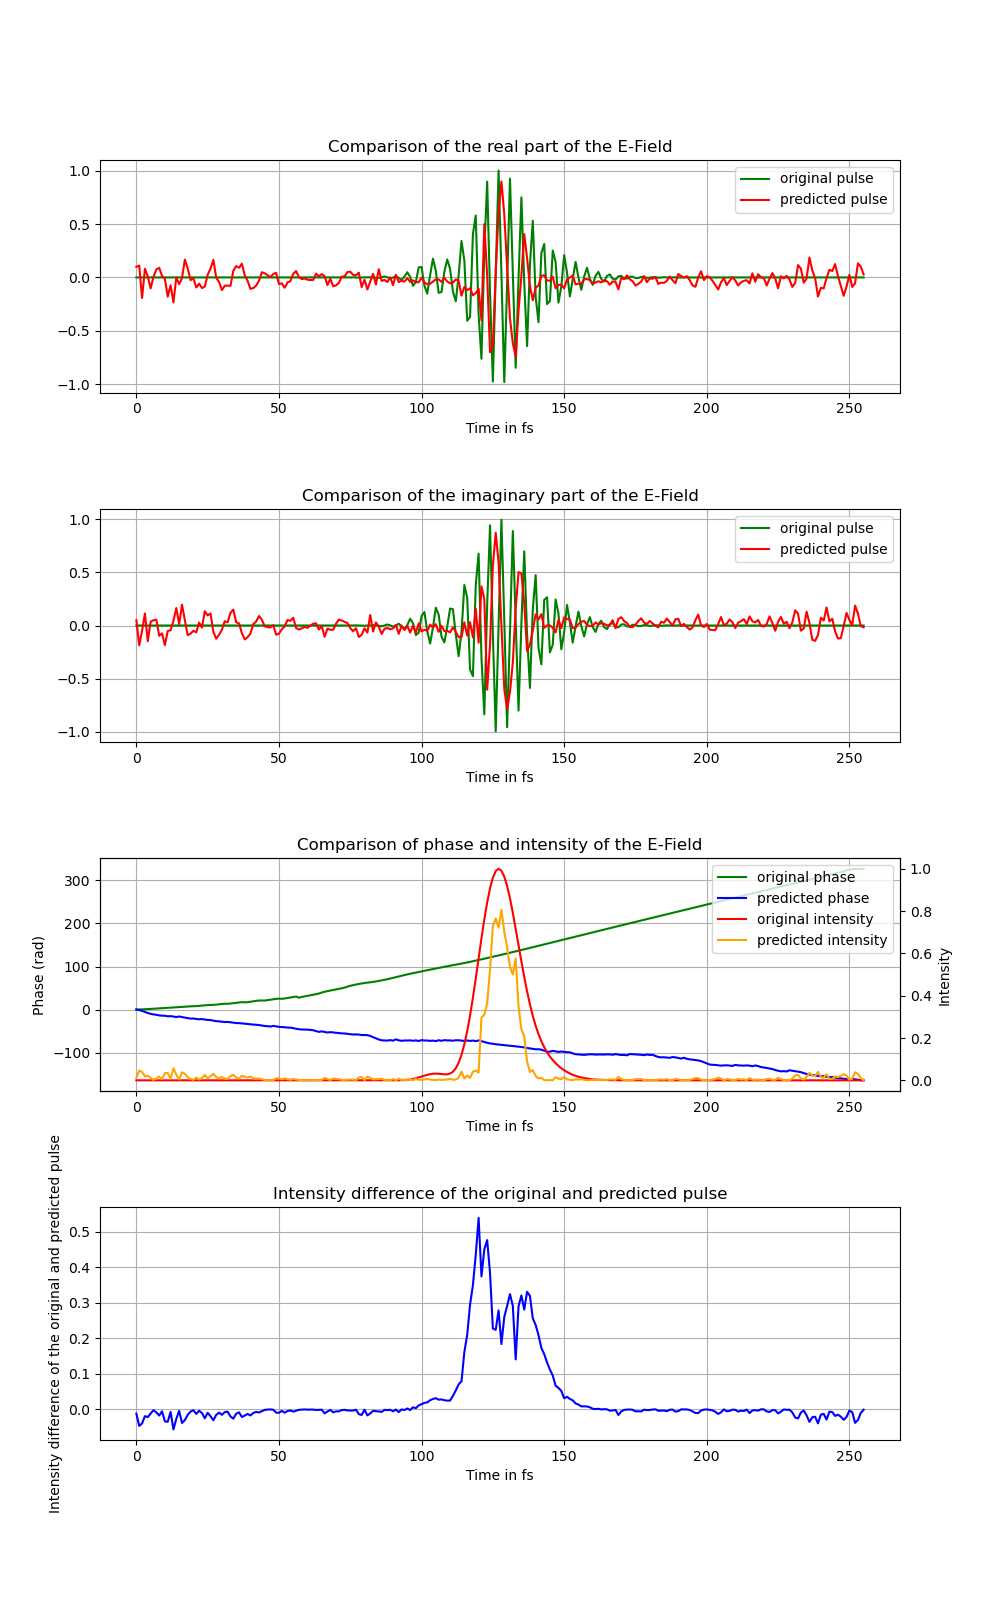 Comparison of the real part of the E-Field
original pulse
predicted pulse
1.0
0.5
0.0
−0.5
−1.0
0 50 100 150 200 250
Time in fs
Comparison of the imaginary part of the E-Field
original pulse
predicted pulse
1.0
0.5
0.0
−0.5
−1.0
0 50 100 150 200 250
Time in fs
Comparison of phase and intensity of the E-Field
original phase
predicted phase
original intensity
predicted intensity
Phase (rad)
300
200
100
0
−100
1.0
0.8
0.6
0.4
0.2
0.0
Intensity
0 50 100 150 200 250
Time in fs
Intensity difference of the original and predicted pulse
Intensity difference of the original and predicted pulse
0.5
0.4
0.3
0.2
0.1
0.0
0 50 100 150 200 250
Time in fs